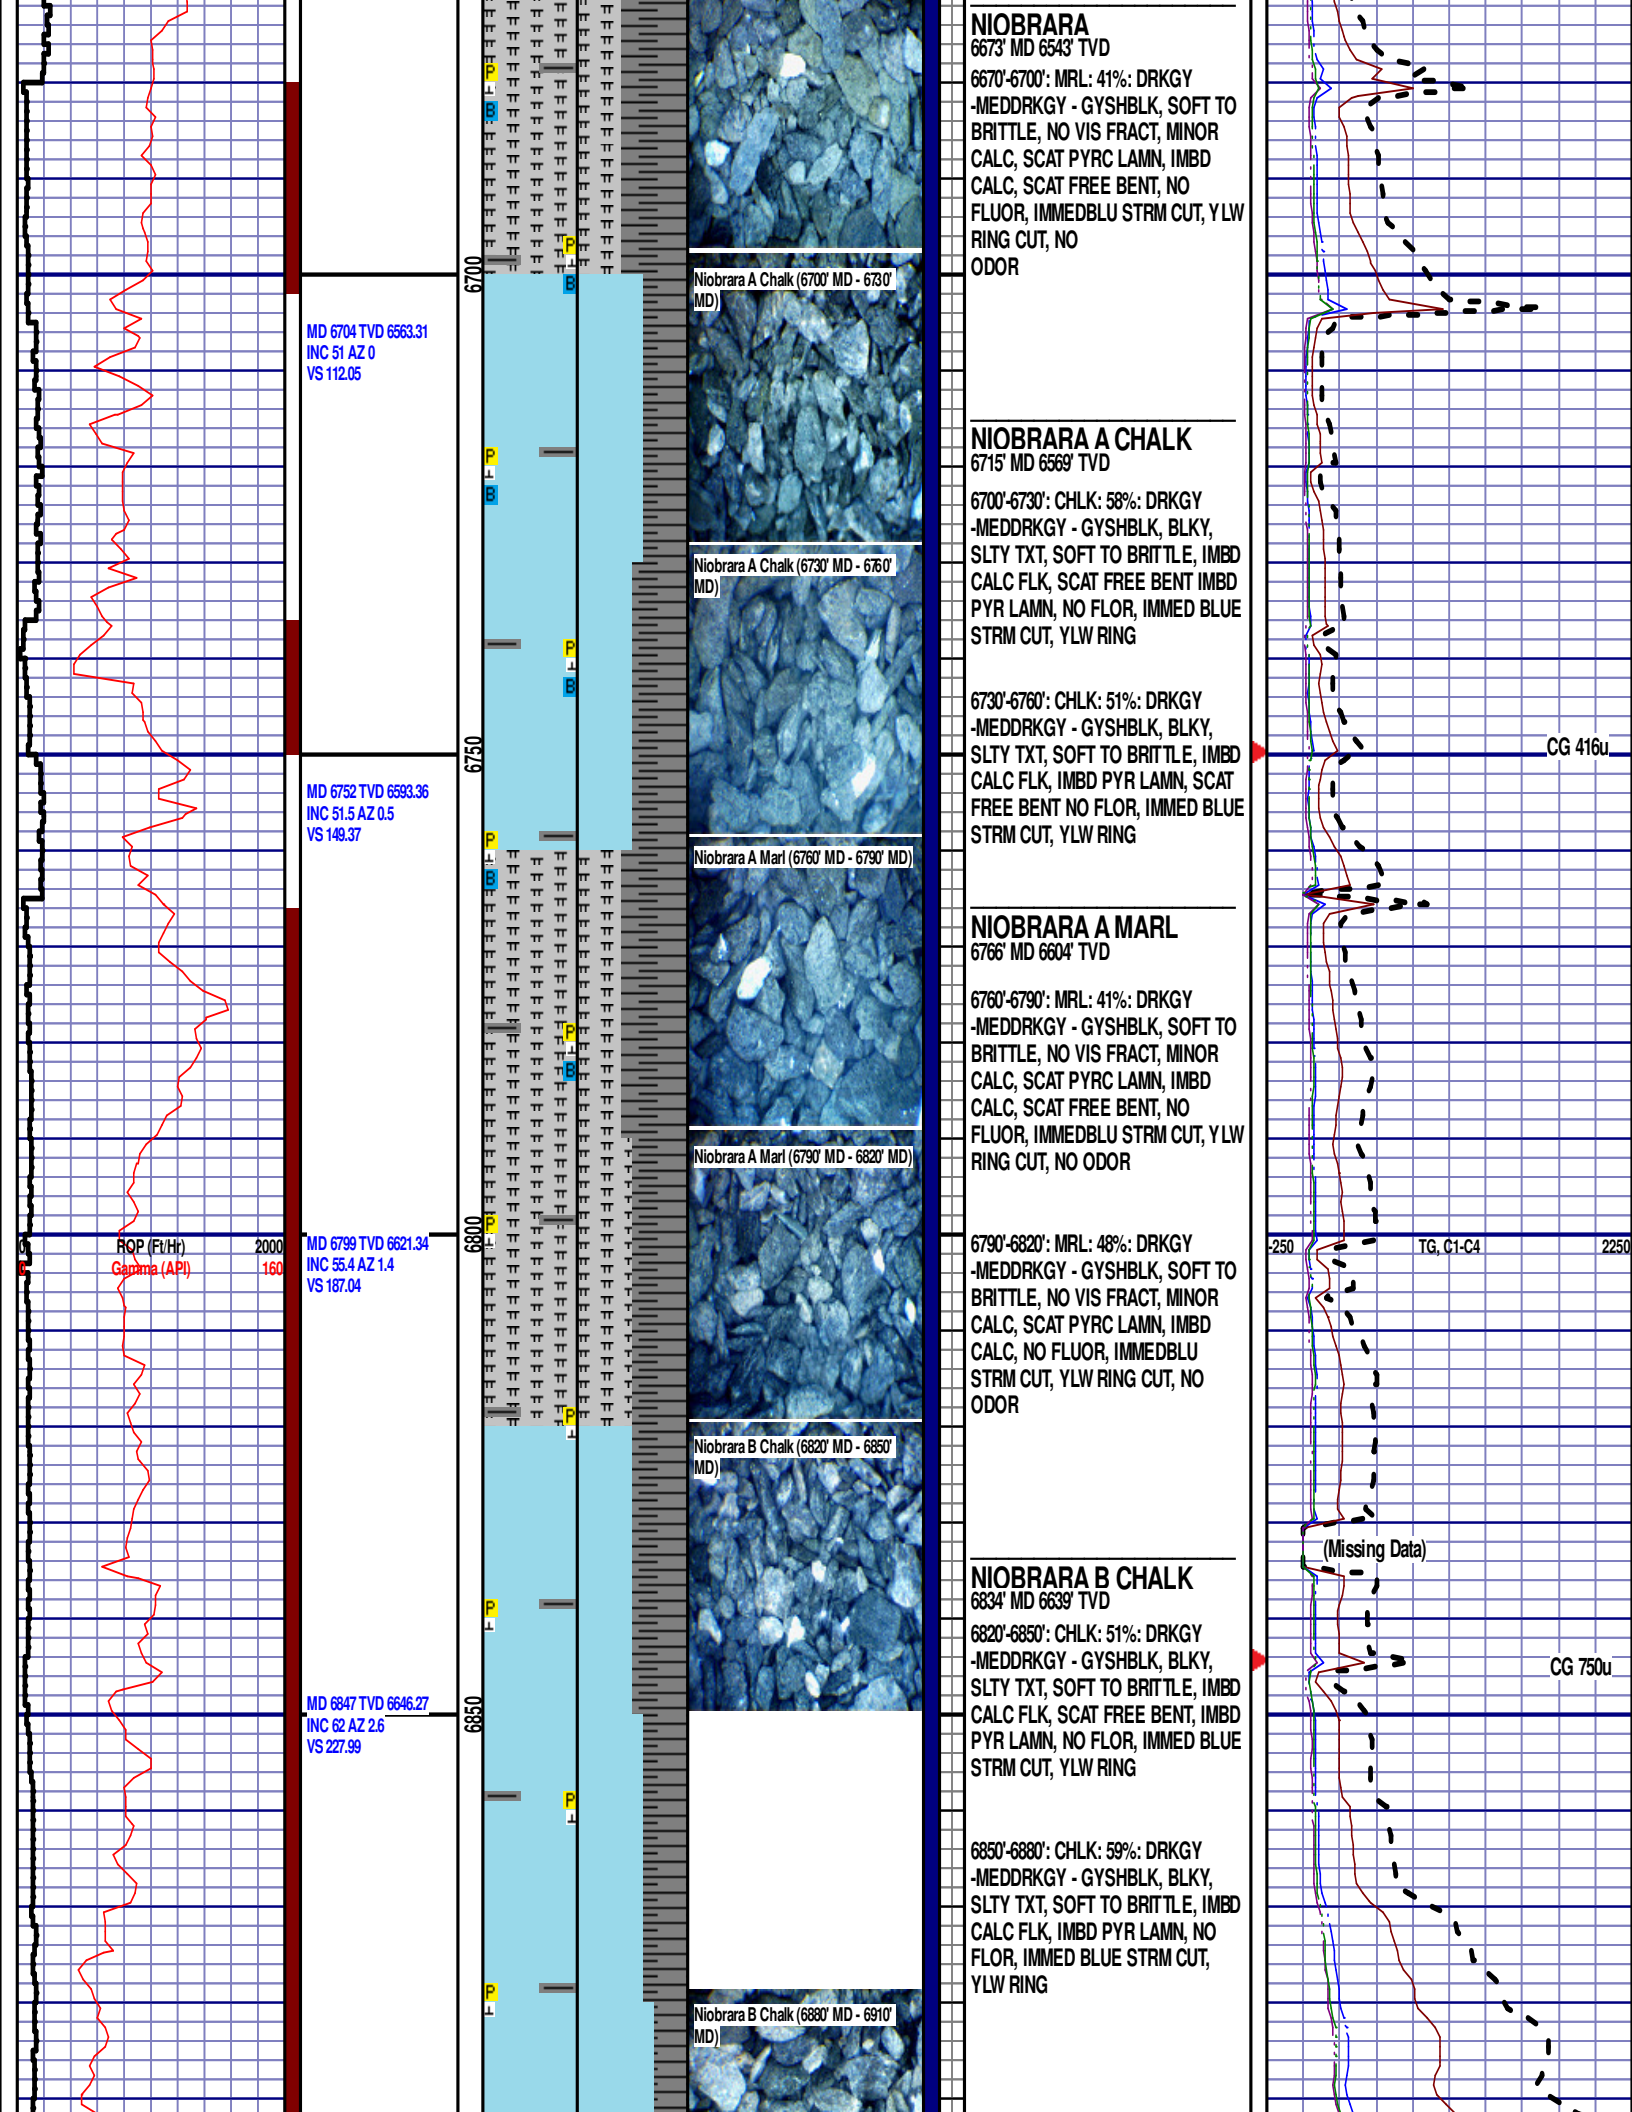 NIOBRARA
6673' MD 6543' TVD
6670'-6700': MRL: 41%: DRKGY
-MEDDRKGY - GYSHBLK, SOFT TO
BRITTLE, NO VIS FRACT, MINOR
CALC, SCAT PYRC LAMN, IMBD
CALC, SCAT FREE BENT, NO
FLUOR, IMMEDBLU STRM CUT, YLW
RING CUT, NO
ODOR
P
B
P
B
6700
Niobrara A Chalk (6700' MD - 6730'
MD)
MD 6704 TVD 6563.31
INC 51 AZ 0
VS 112.05
NIOBRARA A CHALK
6715' MD 6569' TVD
6700'-6730': CHLK: 58%: DRKGY
-MEDDRKGY - GYSHBLK, BLKY,
SLTY TXT, SOFT TO BRITTLE, IMBD
CALC FLK, SCAT FREE BENT IMBD
PYR LAMN, NO FLOR, IMMED BLUE
STRM CUT, YLW RING
P
B
Niobrara A Chalk (6730' MD - 6760'
MD)
P
B
6730'-6760': CHLK: 51%: DRKGY
-MEDDRKGY - GYSHBLK, BLKY,
SLTY TXT, SOFT TO BRITTLE, IMBD
CALC FLK, IMBD PYR LAMN, SCAT
FREE BENT NO FLOR, IMMED BLUE
STRM CUT, YLW RING
6750
CG 416u
MD 6752 TVD 6593.36
INC 51.5 AZ 0.5
VS 149.37
P
B
Niobrara A Marl (6760' MD - 6790' MD)
NIOBRARA A MARL
6766' MD 6604' TVD
6760'-6790': MRL: 41%: DRKGY
-MEDDRKGY - GYSHBLK, SOFT TO
BRITTLE, NO VIS FRACT, MINOR
CALC, SCAT PYRC LAMN, IMBD
CALC, SCAT FREE BENT, NO
FLUOR, IMMEDBLU STRM CUT, YLW
RING CUT, NO ODOR
P
B
Niobrara A Marl (6790' MD - 6820' MD)
P
6800
0 ROP (Ft/Hr) 2000
0 Gamma (API) 160
MD 6799 TVD 6621.34
INC 55.4 AZ 1.4
VS 187.04
6790'-6820': MRL: 48%: DRKGY
-MEDDRKGY - GYSHBLK, SOFT TO
BRITTLE, NO VIS FRACT, MINOR
CALC, SCAT PYRC LAMN, IMBD
CALC, NO FLUOR, IMMEDBLU
STRM CUT, YLW RING CUT, NO
ODOR
-250 TG, C1-C4 2250
P
Niobrara B Chalk (6820' MD - 6850'
MD)
(Missing Data)
NIOBRARA B CHALK
6834' MD 6639' TVD
6820'-6850': CHLK: 51%: DRKGY
-MEDDRKGY - GYSHBLK, BLKY,
SLTY TXT, SOFT TO BRITTLE, IMBD
CALC FLK, SCAT FREE BENT, IMBD
PYR LAMN, NO FLOR, IMMED BLUE
STRM CUT, YLW RING
P
CG 750u
6850
MD 6847 TVD 6646.27
INC 62 AZ 2.6
VS 227.99
P
6850'-6880': CHLK: 59%: DRKGY
-MEDDRKGY - GYSHBLK, BLKY,
SLTY TXT, SOFT TO BRITTLE, IMBD
CALC FLK, IMBD PYR LAMN, NO
FLOR, IMMED BLUE STRM CUT,
YLW RING
P
Niobrara B Chalk (6880' MD - 6910'
MD)